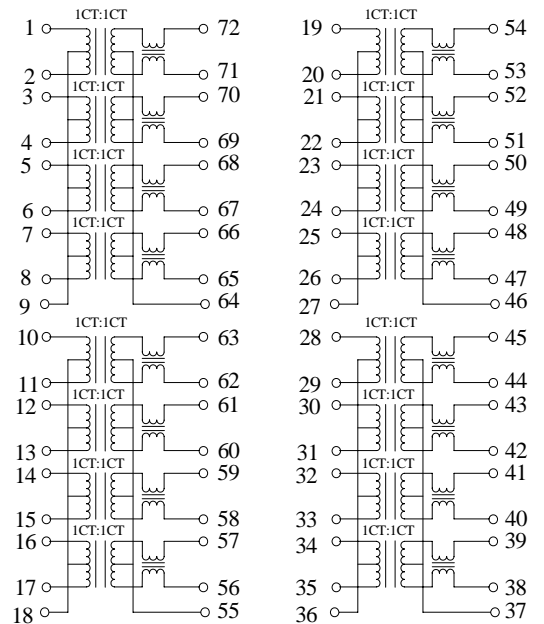 1CT:1CT 1CT:1CT
1 72 19 54
2 71 20 53
1CT:1CT 1CT:1CT
3 70 21 52
4 69 22 51
1CT:1CT 1CT:1CT
5 68 23 50
6 67 24 49
1CT:1CT 1CT:1CT
7 66 25 48
8 65 26 47
9 64 27 46
1CT:1CT 1CT:1CT
10 63 28 45
11 62 29 44
1CT:1CT 1CT:1CT
12 61 30 43
13 60 31 42
1CT:1CT 1CT:1CT
14 59 32 41
15 58 33 40
1CT:1CT 1CT:1CT
16 57 34 39
17 56 35 38
18 55 36 37